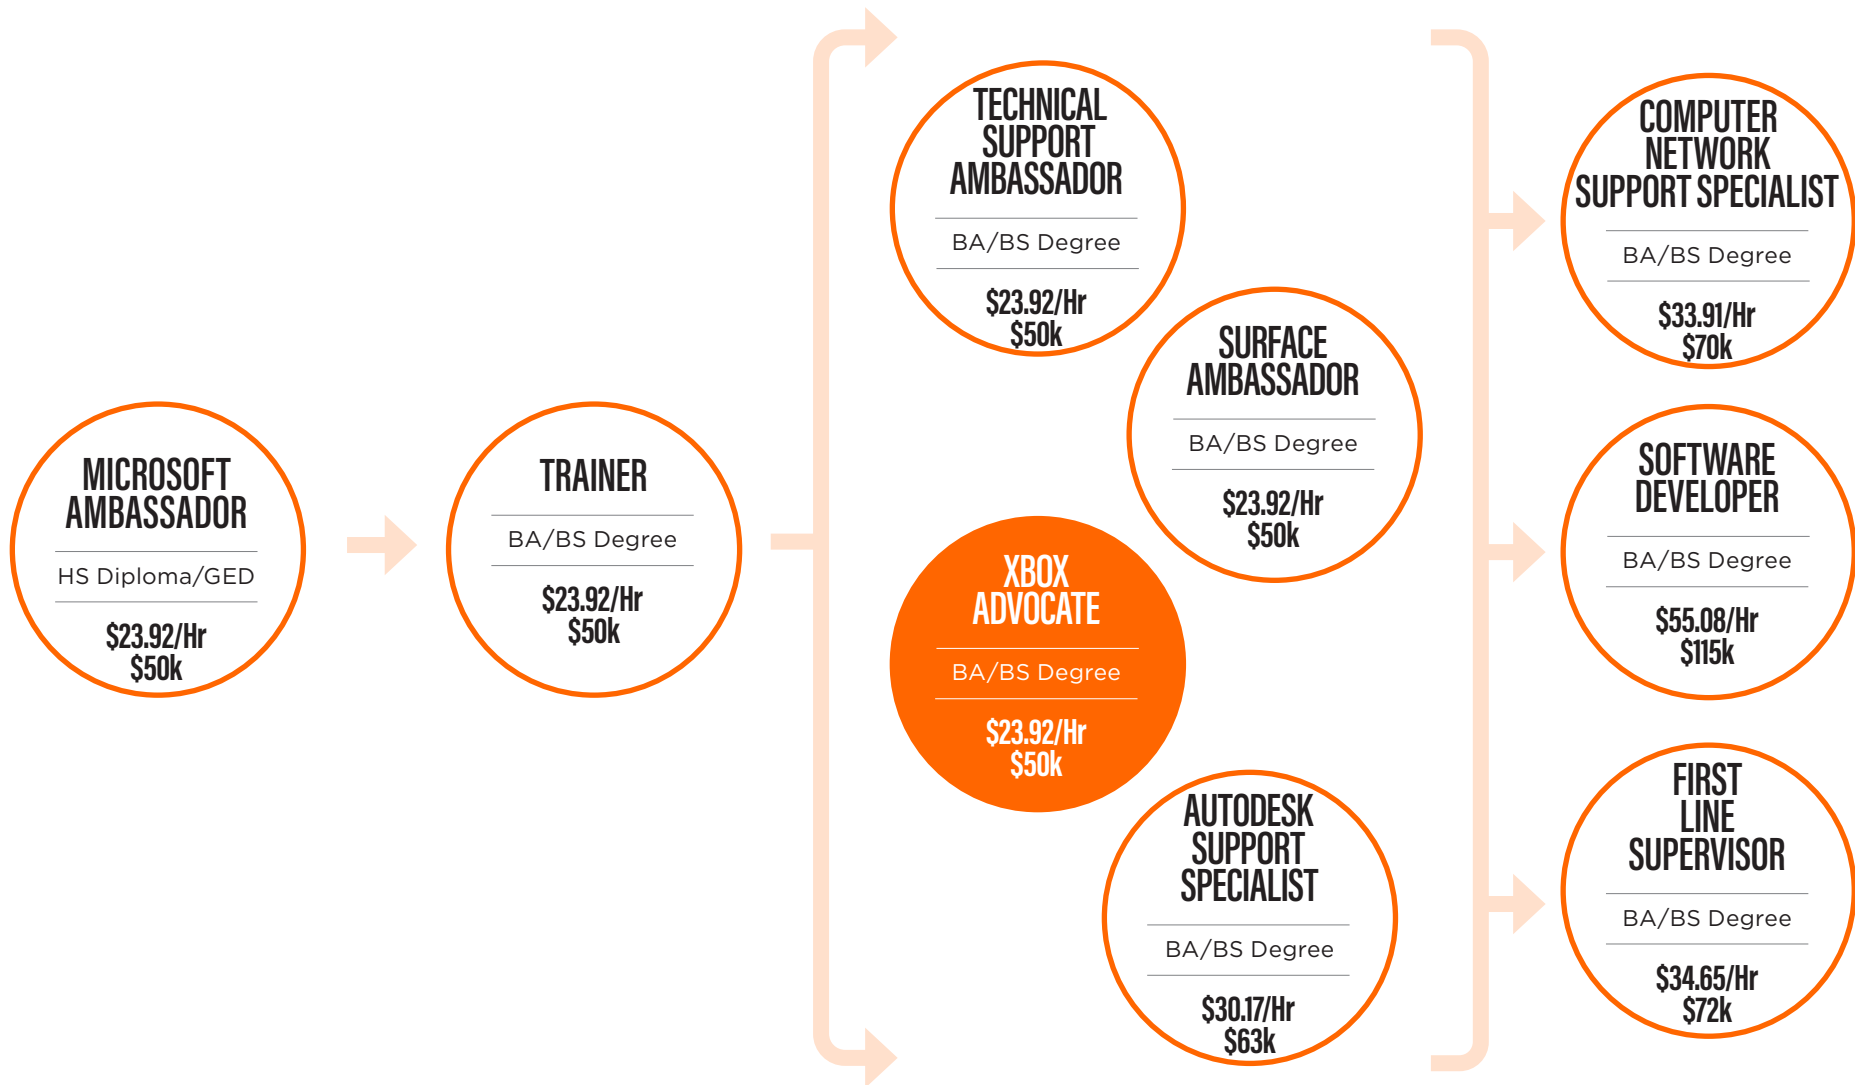 MICROSOFT
AMBASSADOR
HS Diploma/GED
$23.92/Hr
$50k
TRAINER
BA/BS Degree
$23.92/Hr
$50k
TECHNICAL
SUPPORT
AMBASSADOR
BA/BS Degree
$23.92/Hr
$50k
SURFACE
AMBASSADOR
BA/BS Degree
$23.92/Hr
$50k
XBOX
ADVOCATE
BA/BS Degree
$23.92/Hr
$50k
AUTODESK
SUPPORT
SPECIALIST
BA/BS Degree
$30.17/Hr
$63k
COMPUTER
NETWORK
SUPPORT SPECIALIST
BA/BS Degree
$33.91/Hr
$70k
SOFTWARE
DEVELOPER
BA/BS Degree
$55.08/Hr
$115k
FIRST
LINE
SUPERVISOR
BA/BS Degree
$34.65/Hr
$72k